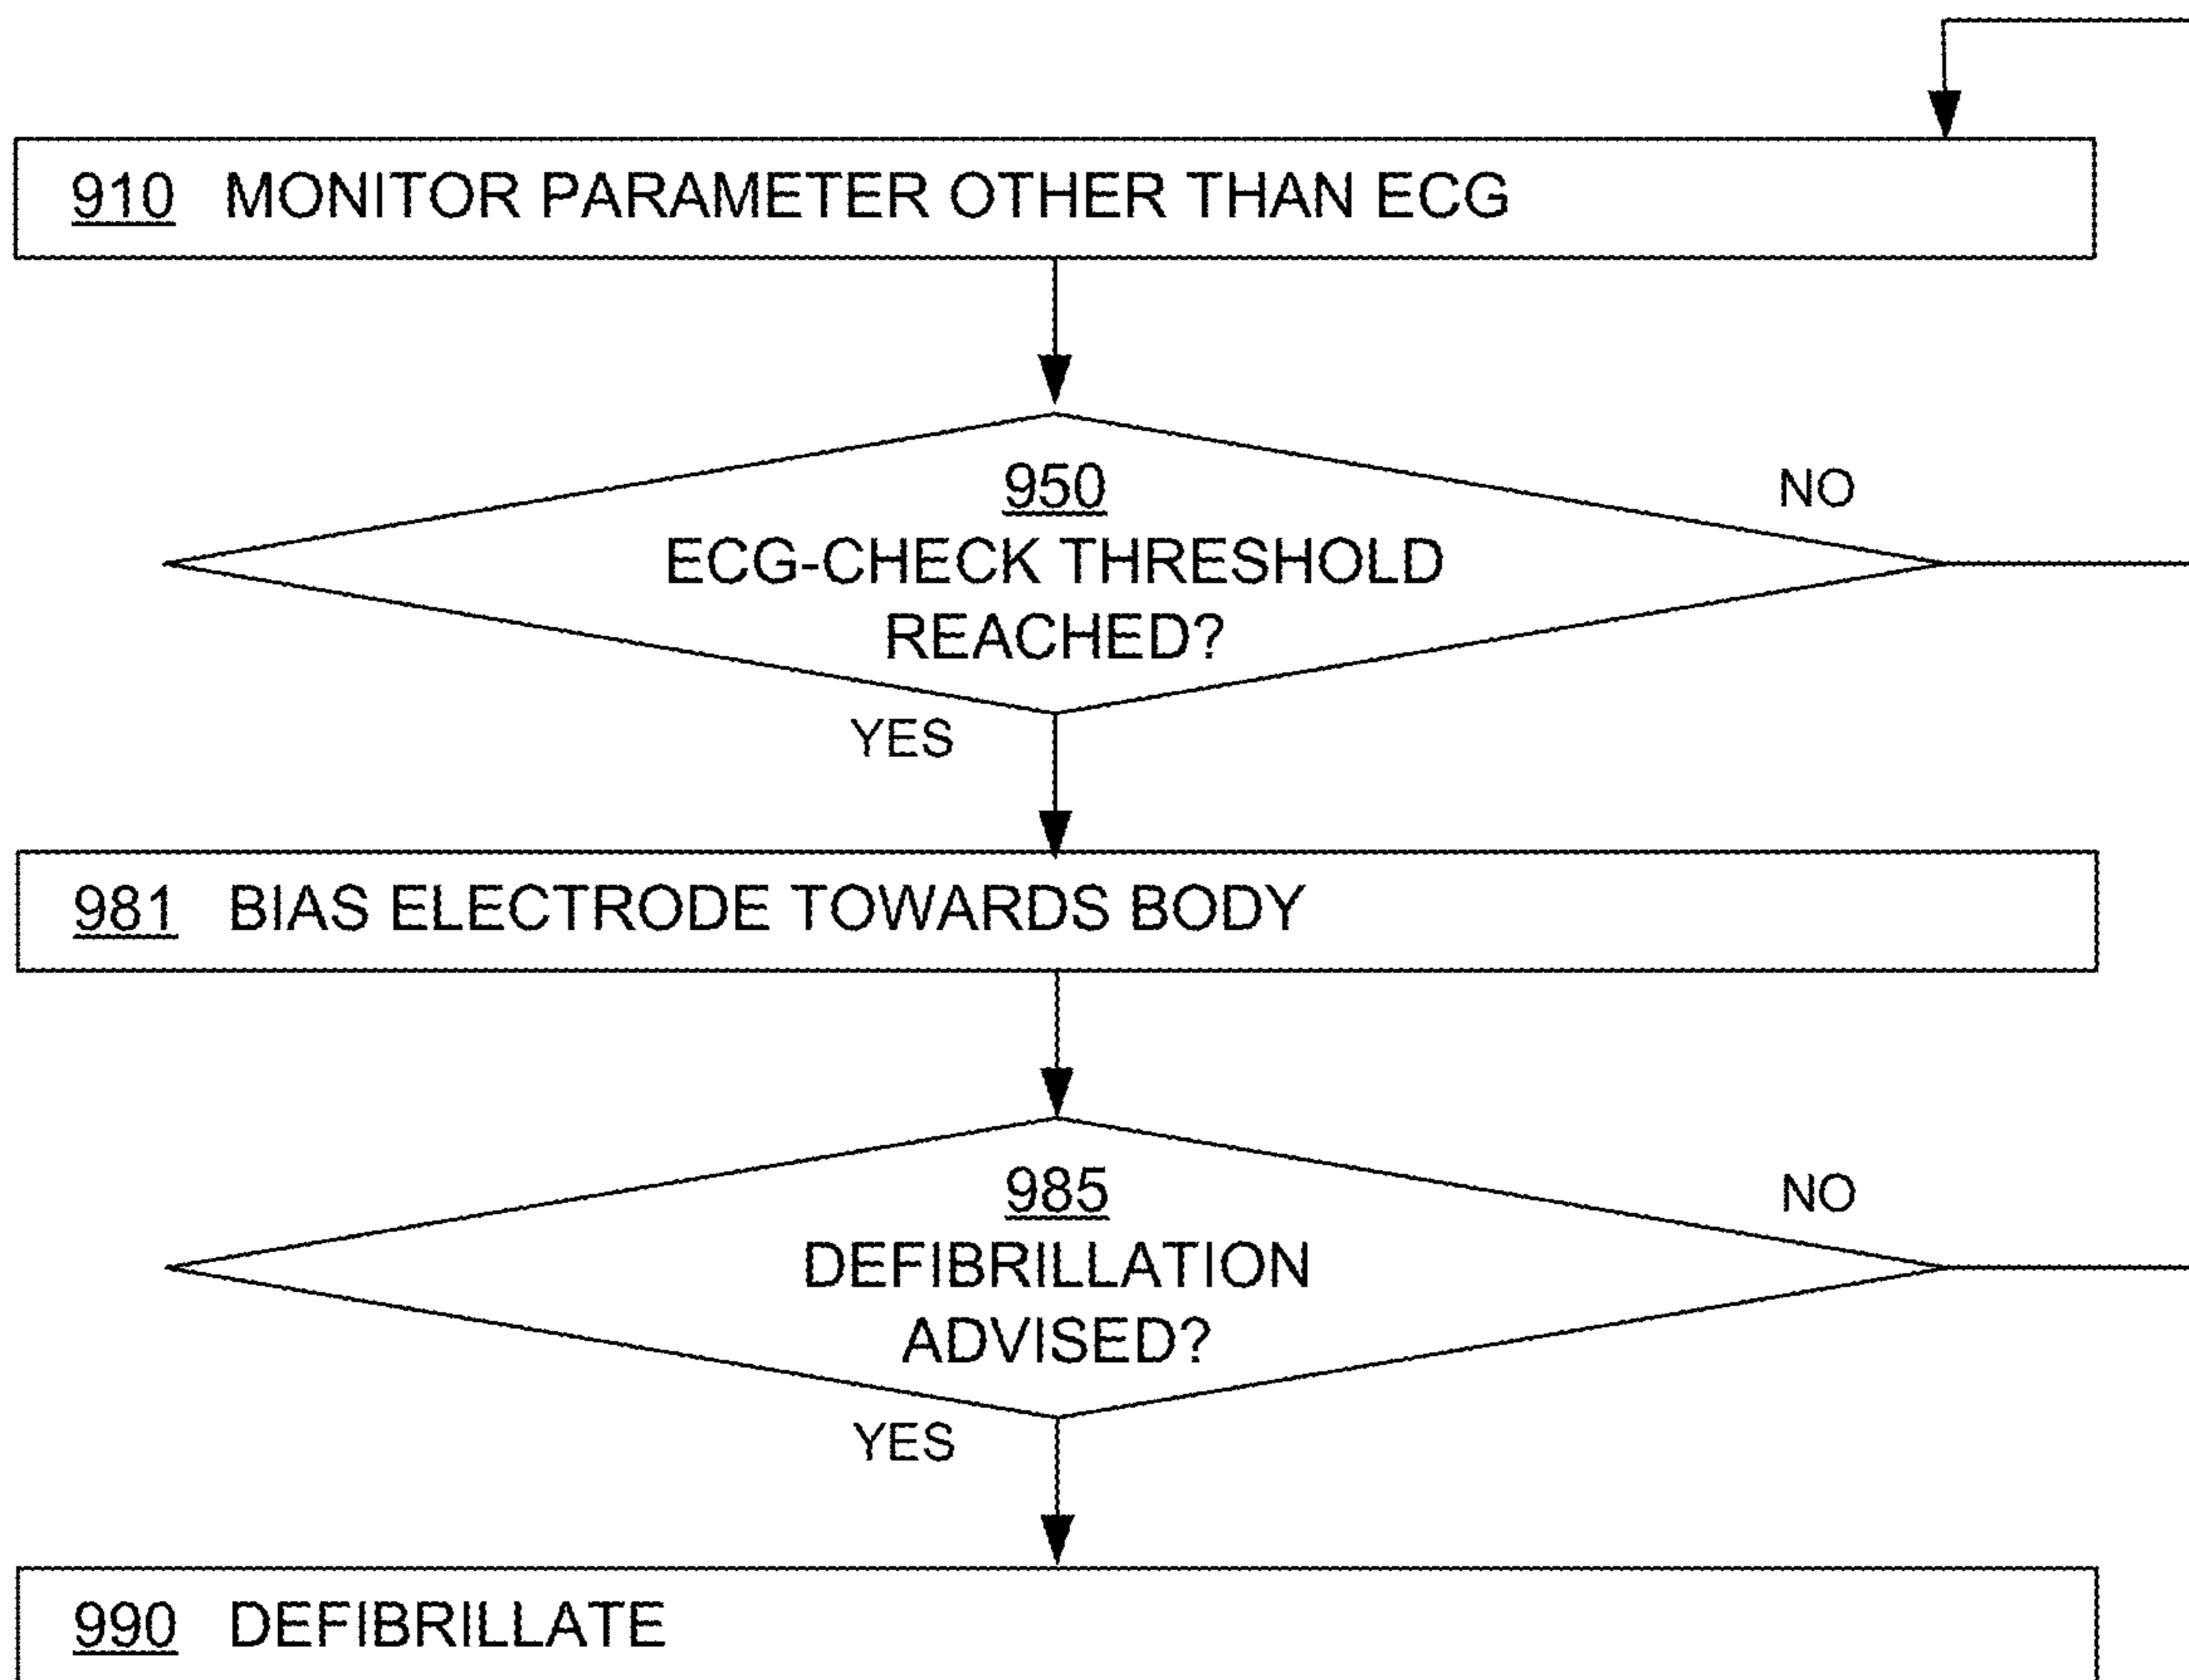 910 MONITOR PARAMETER OTHER THAN ECG
950
ECG-CHECK THRESHOLD
REACHED?
NO
YES
981 BIAS ELECTRODE TOWARDS BODY
985
DEFIBRILLATION
ADVISED?
NO
YES
990 DEFIBRILLATE